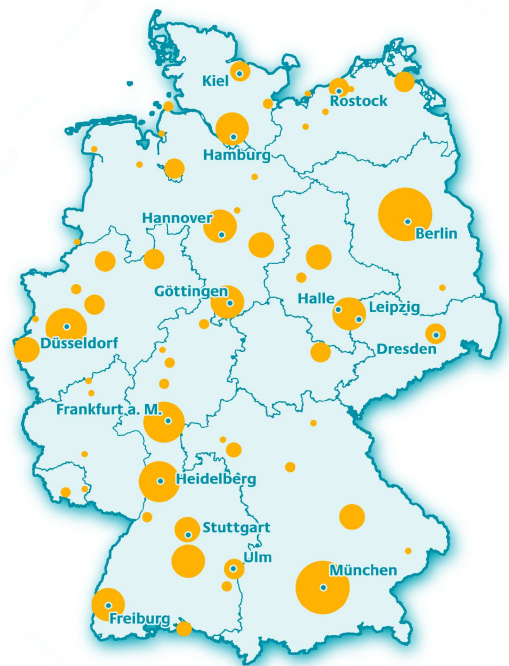 Kiel
Rostock
Hamburg
Hannover
Berlin
Göttingen
Halle
Leipzig
Düsseldorf
Dresden
Frankfurt a. M.
Heidelberg
Stuttgart
Ulm
München
Freiburg